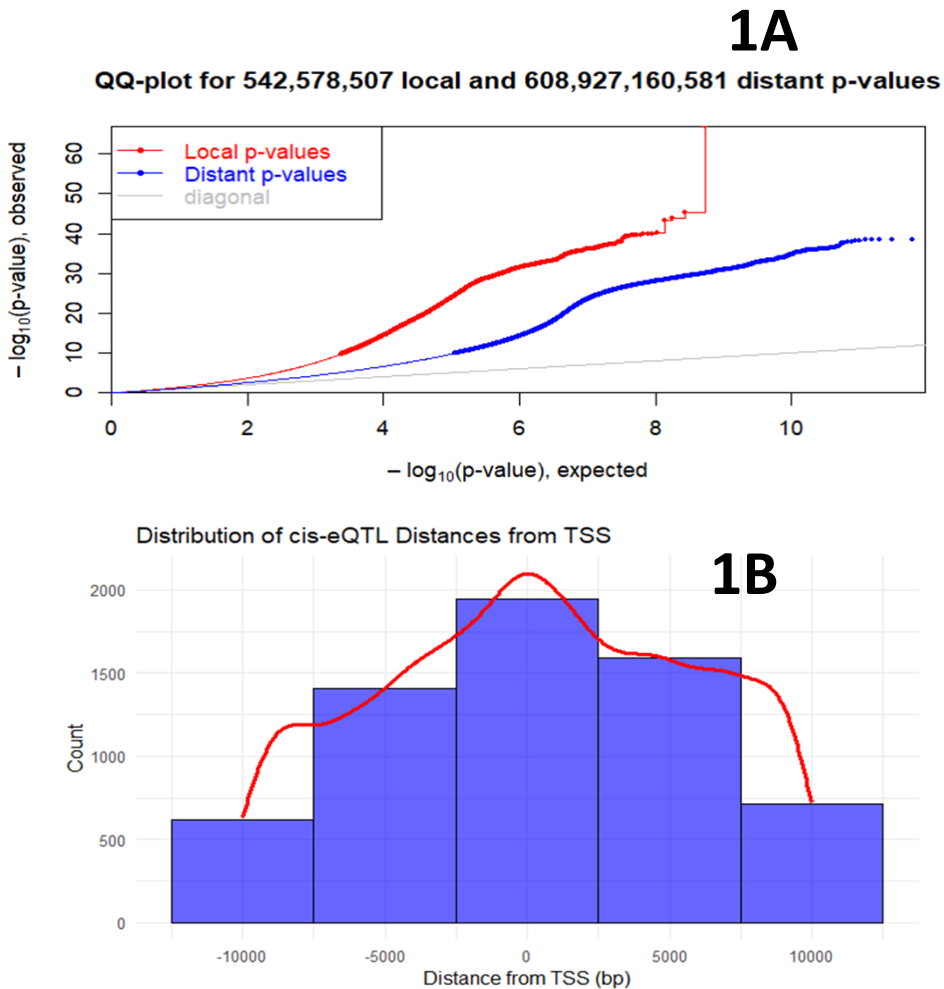 1A
QQ-plot for 542,578,507 local and 608,927,160,581 distant p-values
− log10(p-value), observed
60
50
40
30
20
10
0
Local p-values
Distant p-values
diagonal
0 2 4 6 8 10
− log10(p-value), expected
Distribution of cis-eQTL Distances from TSS
1B
Count
2000
1500
1000
500
0
-10000 -5000 0 5000 10000
Distance from TSS (bp)